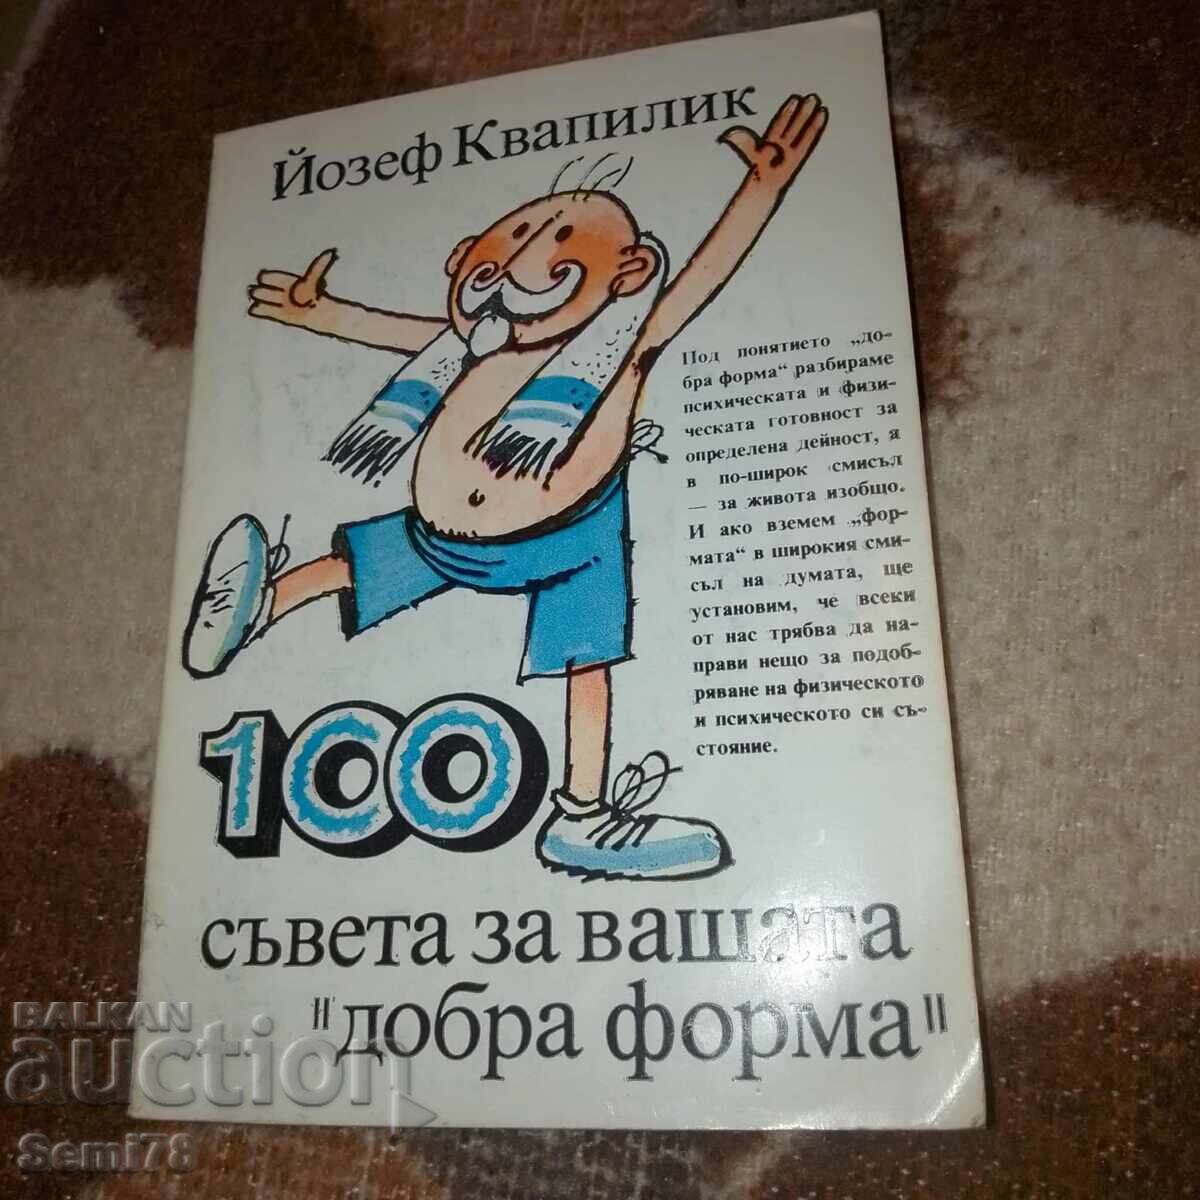 Йозеф Квапилик
Под понятието „до-
бра форма“ разбираме
психическата и физи-
ческата готовност за
определена дейност, а
в по-широк смисъл
— за живота изобщо.
И ако вземем „фор-
мата“ в широкия сми-
съл на думата, ще
установим, че всеки
от нас трябва да на-
прави нещо за подоб-
ряване на физическото
и психическото си със-
тояние.
100
съвета за вашата
"добра форма"
BALKAN
auction
Semi78